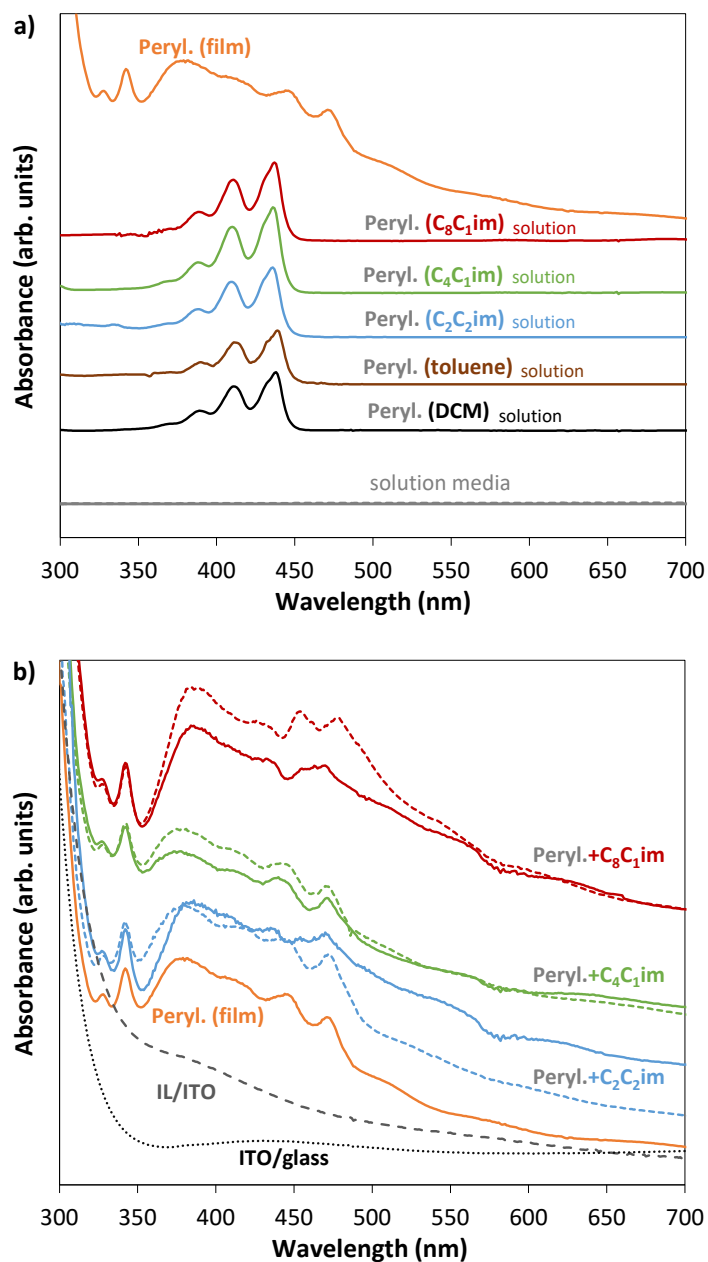 a)
Peryl. (film)
Peryl. (C₈C₁im) solution
Peryl. (C₄C₁im) solution
Peryl. (C₂C₂im) solution
Peryl. (toluene) solution
Peryl. (DCM) solution
solution media
Absorbance (arb. units)
300 350 400 450 500 550 600 650 700
Wavelength (nm)
b)
Peryl.+C₈C₁im
Peryl.+C₄C₁im
Peryl. (film)
Peryl.+C₂C₂im
IL/ITO
ITO/glass
Absorbance (arb. units)
300 350 400 450 500 550 600 650 700
Wavelength (nm)